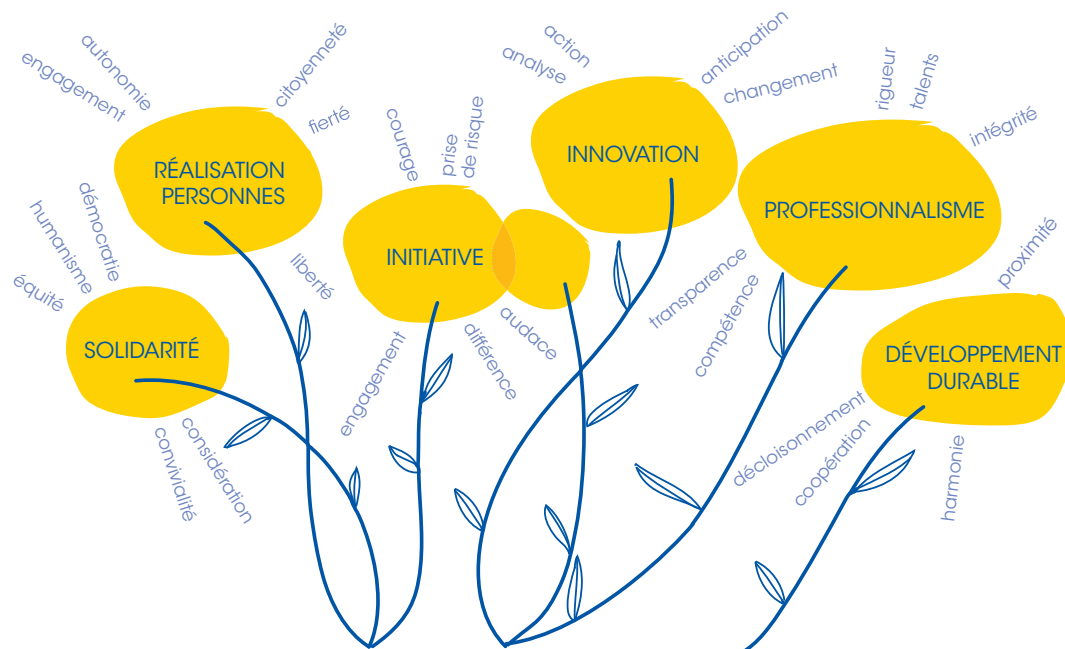 engagement
autonomie
citoyenneté
fierté
RÉALISATION
PERSONNES
liberté
équité
humanisme
démocratie
SOLIDARITÉ
convivialité
considération
courage
prise
de risque
INITIATIVE
engagement
différence
audace
analyse
action
anticipation
changement
INNOVATION
rigueur
talents
intégrité
PROFESSIONNALISME
transparence
compétence
proximité
DÉVELOPPEMENT
DURABLE
décloisonnement
coopération
harmonie